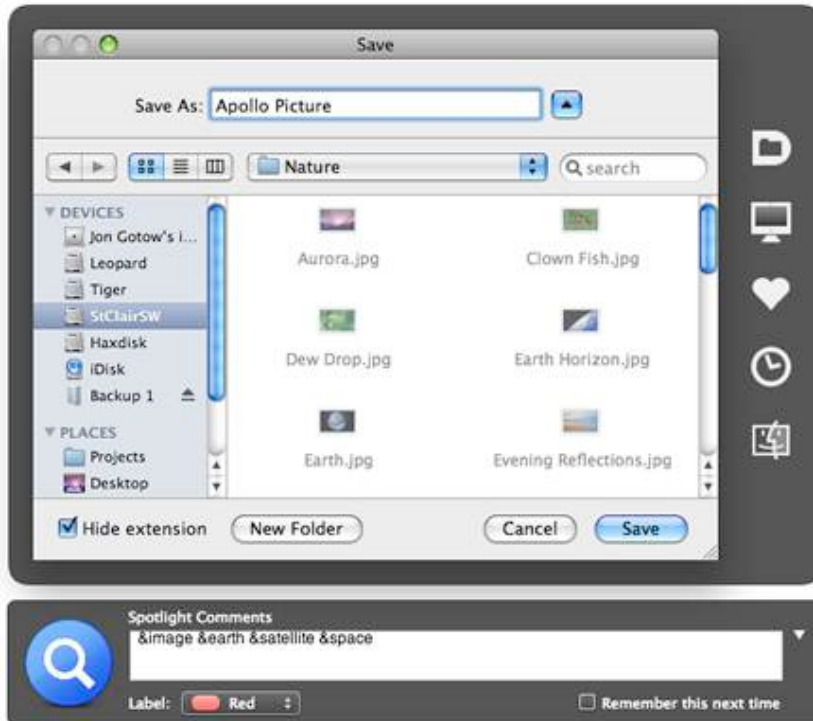 Save
Save As: Apollo Picture
Nature
search
DEVICES
Jon Gotow's i...
Leopard
Tiger
StClairSW
Haxdisk
iDisk
Backup 1
PLACES
Projects
Desktop
Aurora.jpg
Clown Fish.jpg
Dew Drop.jpg
Earth Horizon.jpg
Earth.jpg
Evening Reflections.jpg
Hide extension
New Folder
Cancel
Save
Spotlight Comments
&image &earth &satellite &space
Label: Red
Remember this next time